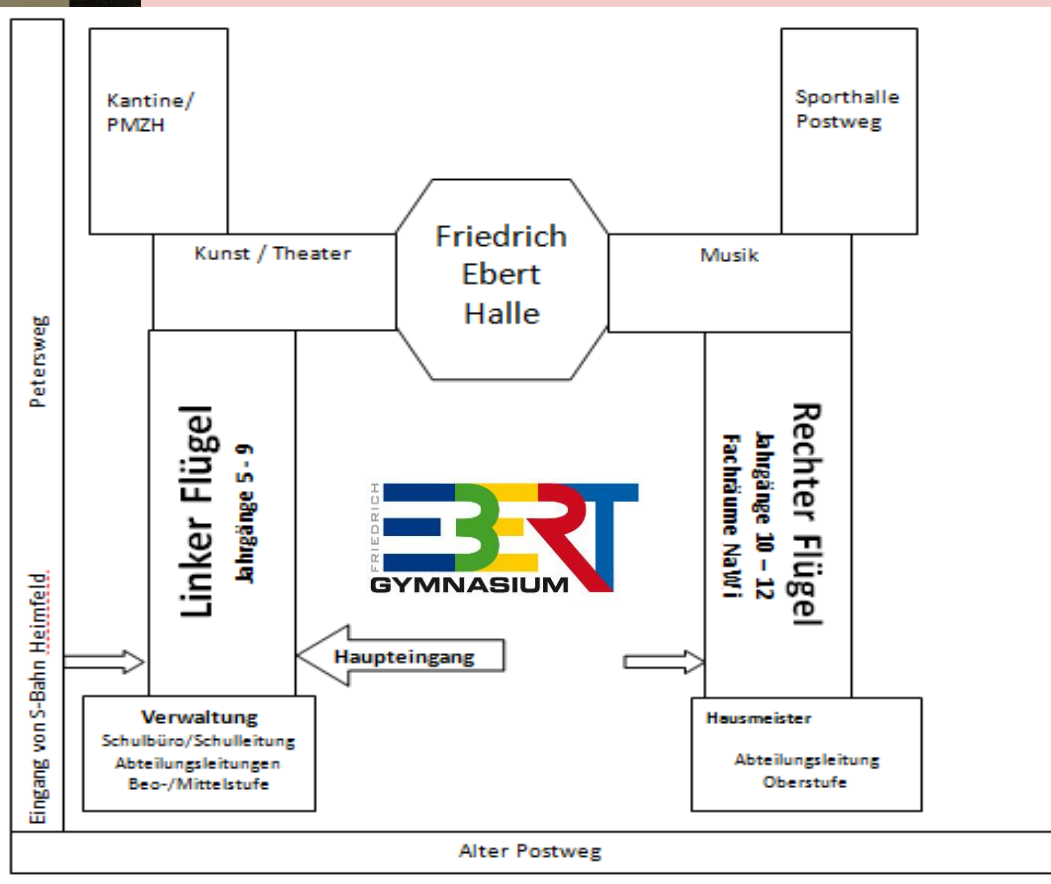 Kantine/
PMZH
Sporthalle
Postweg
Friedrich
Ebert
Halle
Kunst / Theater
Musik
Petersweg
Eingang von S-Bahn Heimfeld
Linker Flügel
Jahrgänge 5 - 9
FRIEDRICH
EBERT
GYMNASIUM
Rechter Flügel
Jahrgänge 10 – 12
Fachräume NaWi
Haupteingang
Verwaltung
Schulbüro/Schulleitung
Abteilungsleitungen
Beo-/Mittelstufe
Hausmeister
Abteilungsleitung
Oberstufe
Alter Postweg